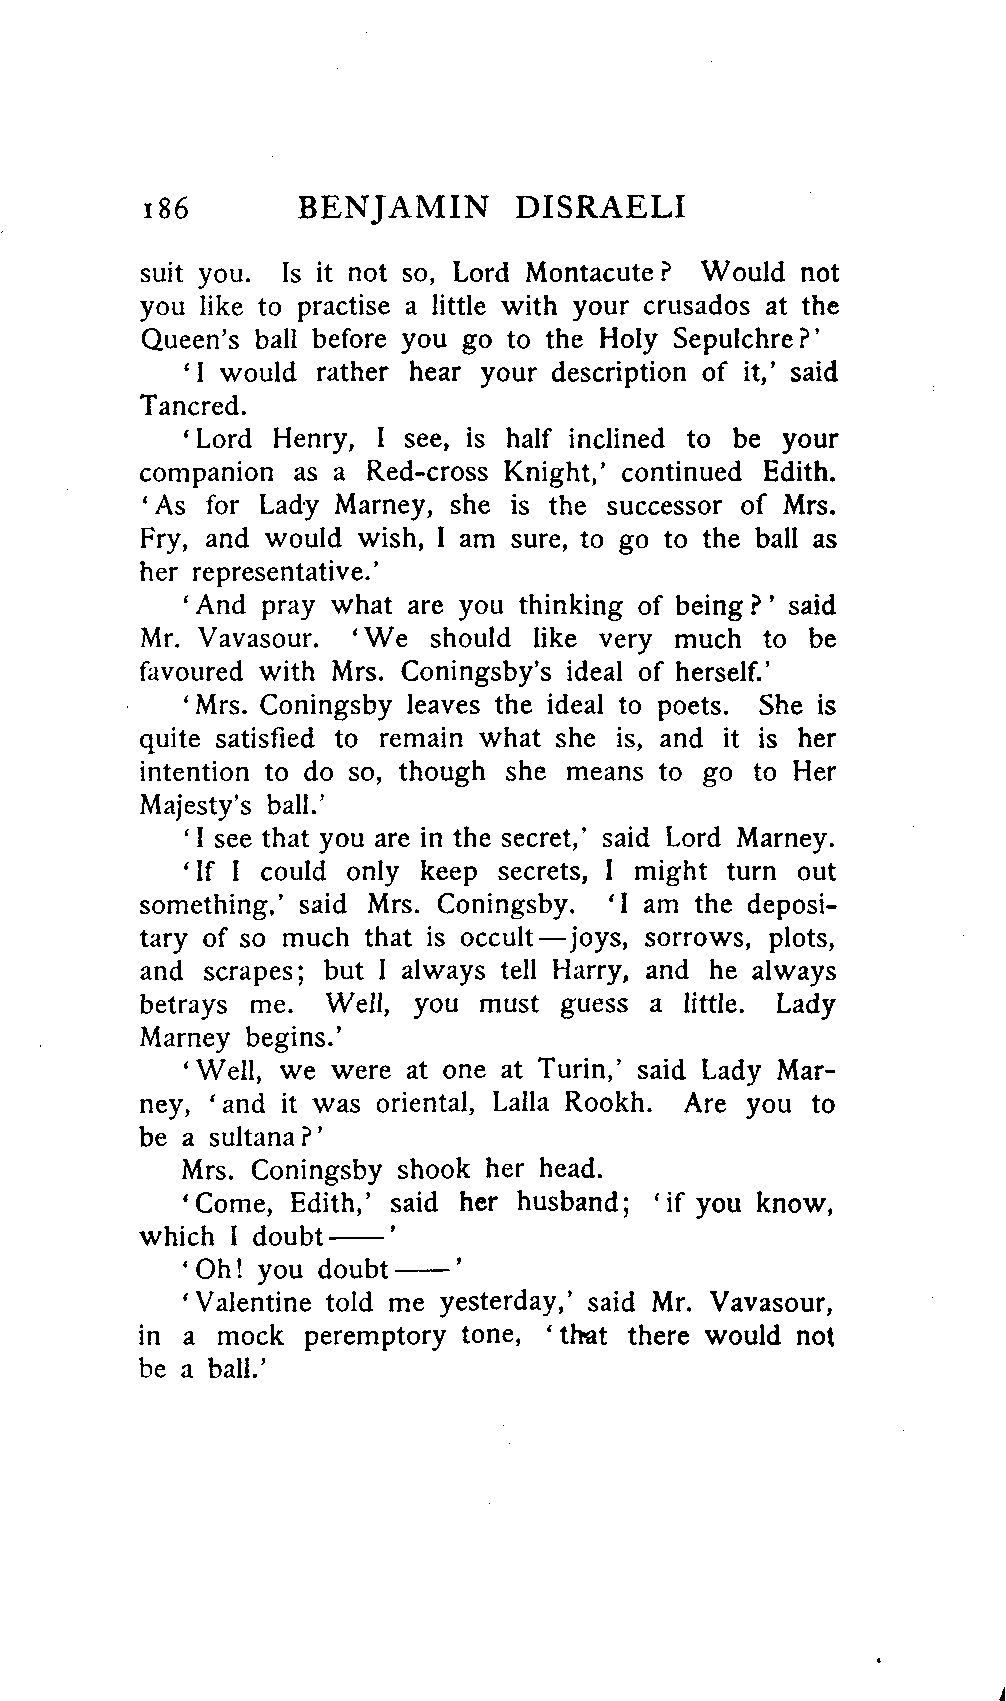 186 BENJAMIN DISRAELI
suit you. Is it not so, Lord Montacute? Would not
you like to practise a little with your crusados at the
Queen's ball before you go to the Holy Sepulchre?'
'I would rather hear your description of it,' said
Tancred.
'Lord Henry, I see, is half inclined to be your
companion as a Red-cross Knight,' continued Edith.
'As for Lady Marney, she is the successor of Mrs.
Fry, and would wish, I am sure, to go to the ball as
her representative.'
'And pray what are you thinking of being?' said
Mr. Vavasour. 'We should like very much to be
favoured with Mrs. Coningsby's ideal of herself.'
'Mrs. Coningsby leaves the ideal to poets. She is
quite satisfied to remain what she is, and it is her
intention to do so, though she means to go to Her
Majesty's ball.'
'I see that you are in the secret,' said Lord Marney.
'If I could only keep secrets, I might turn out
something,' said Mrs. Coningsby. 'I am the deposi-
tary of so much that is occult—joys, sorrows, plots,
and scrapes; but I always tell Harry, and he always
betrays me. Well, you must guess a little. Lady
Marney begins.'
'Well, we were at one at Turin,' said Lady Mar-
ney, 'and it was oriental, Lalla Rookh. Are you to
be a sultana?'
Mrs. Coningsby shook her head.
'Come, Edith,' said her husband; 'if you know,
which I doubt——'
'Oh! you doubt——'
'Valentine told me yesterday,' said Mr. Vavasour,
in a mock peremptory tone, 'that there would not
be a ball.'